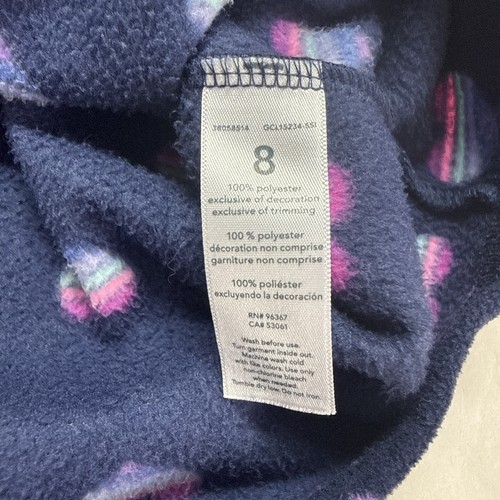 38058514 GCL15234-SSI
8
100% polyester
exclusive of decoration
exclusive of trimming
100 % polyester
décoration non comprise
garniture non comprise
100% poliéster
excluyendo la decoración
RN# 96367
CA# 53061
Wash before use.
Turn garment inside out.
Machine wash cold
with like colors. Use only
non-chlorine bleach
when needed.
Tumble dry low. Do not iron.